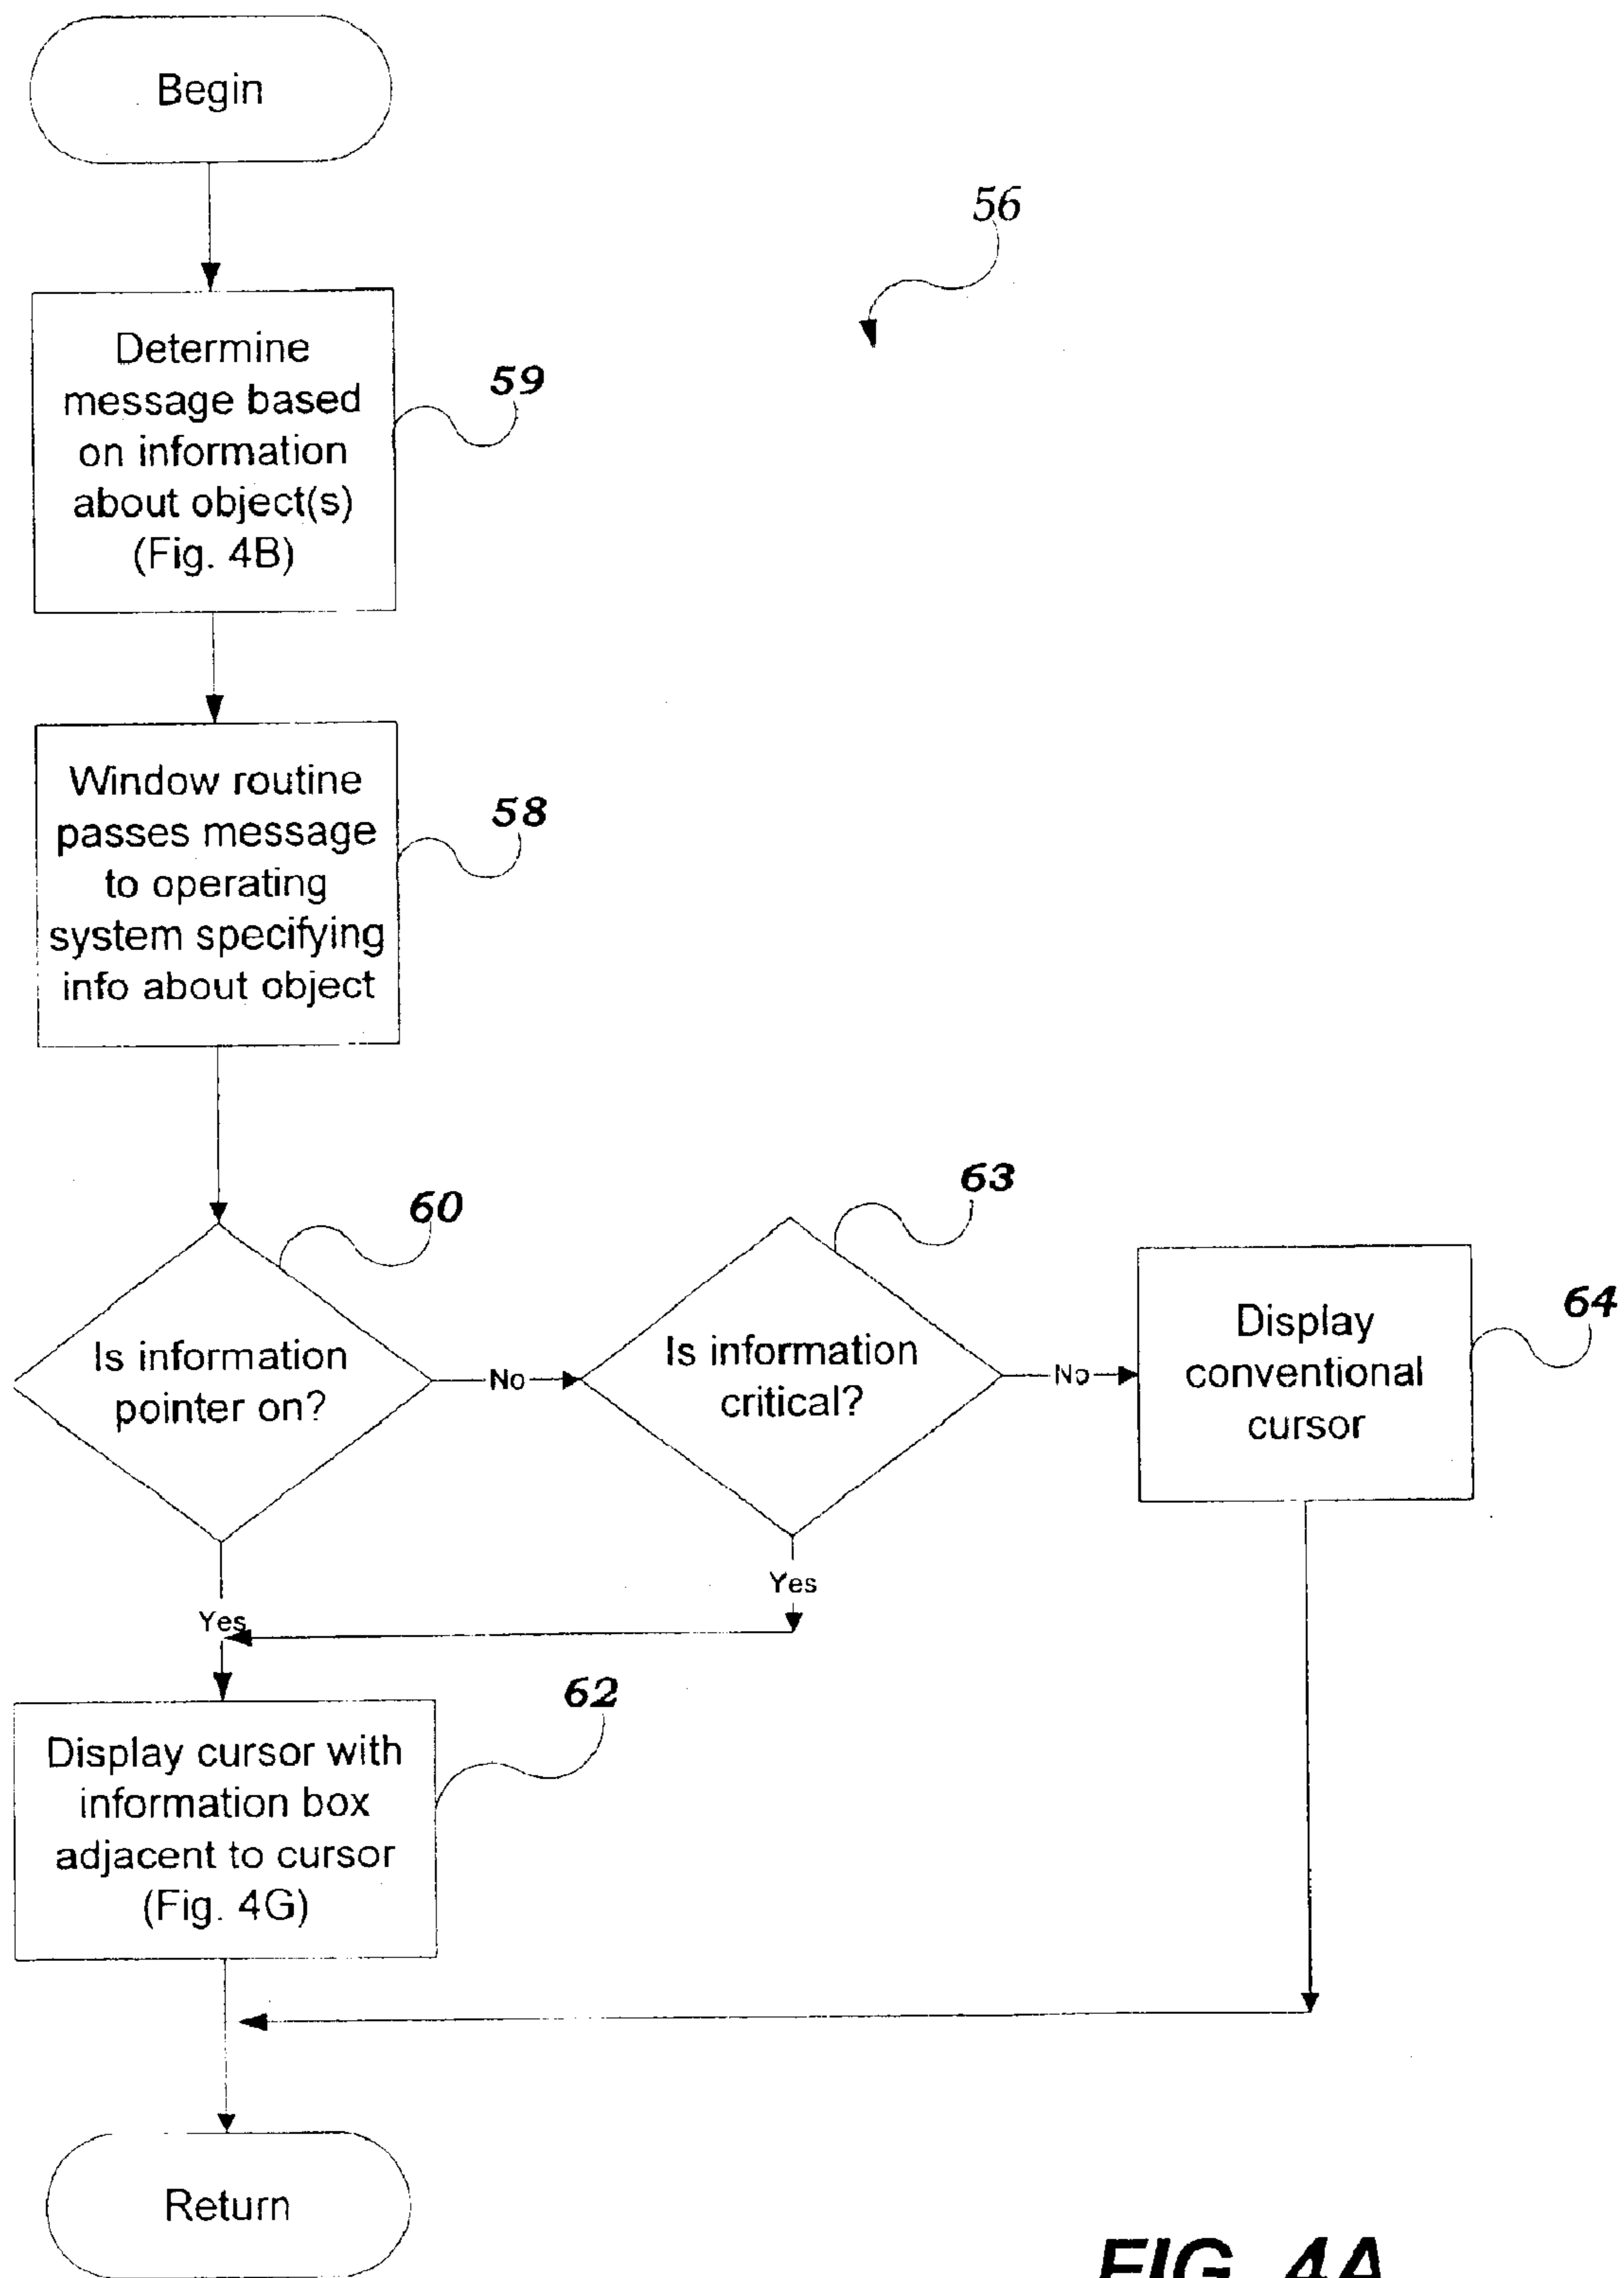 Begin
56
Determine
message based
on information
about object(s)
(Fig. 4B)
59
Window routine
passes message
to operating
system specifying
info about object
58
60
Is information
pointer on?
No
63
Is information
critical?
No
64
Display
conventional
cursor
Yes
Yes
62
Display cursor with
information box
adjacent to cursor
(Fig. 4G)
Return
FIG. 4A